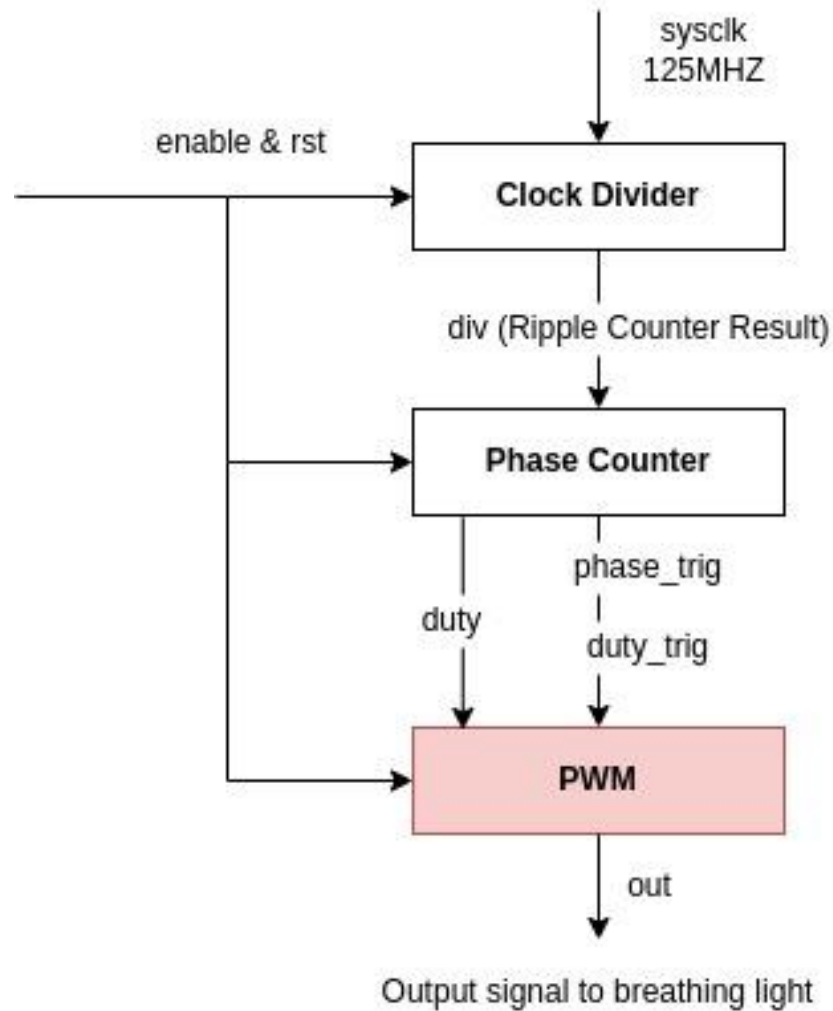 sysclk
125MHZ
enable & rst
Clock Divider
div (Ripple Counter Result)
Phase Counter
phase_trig
duty
duty_trig
PWM
out
Output signal to breathing light